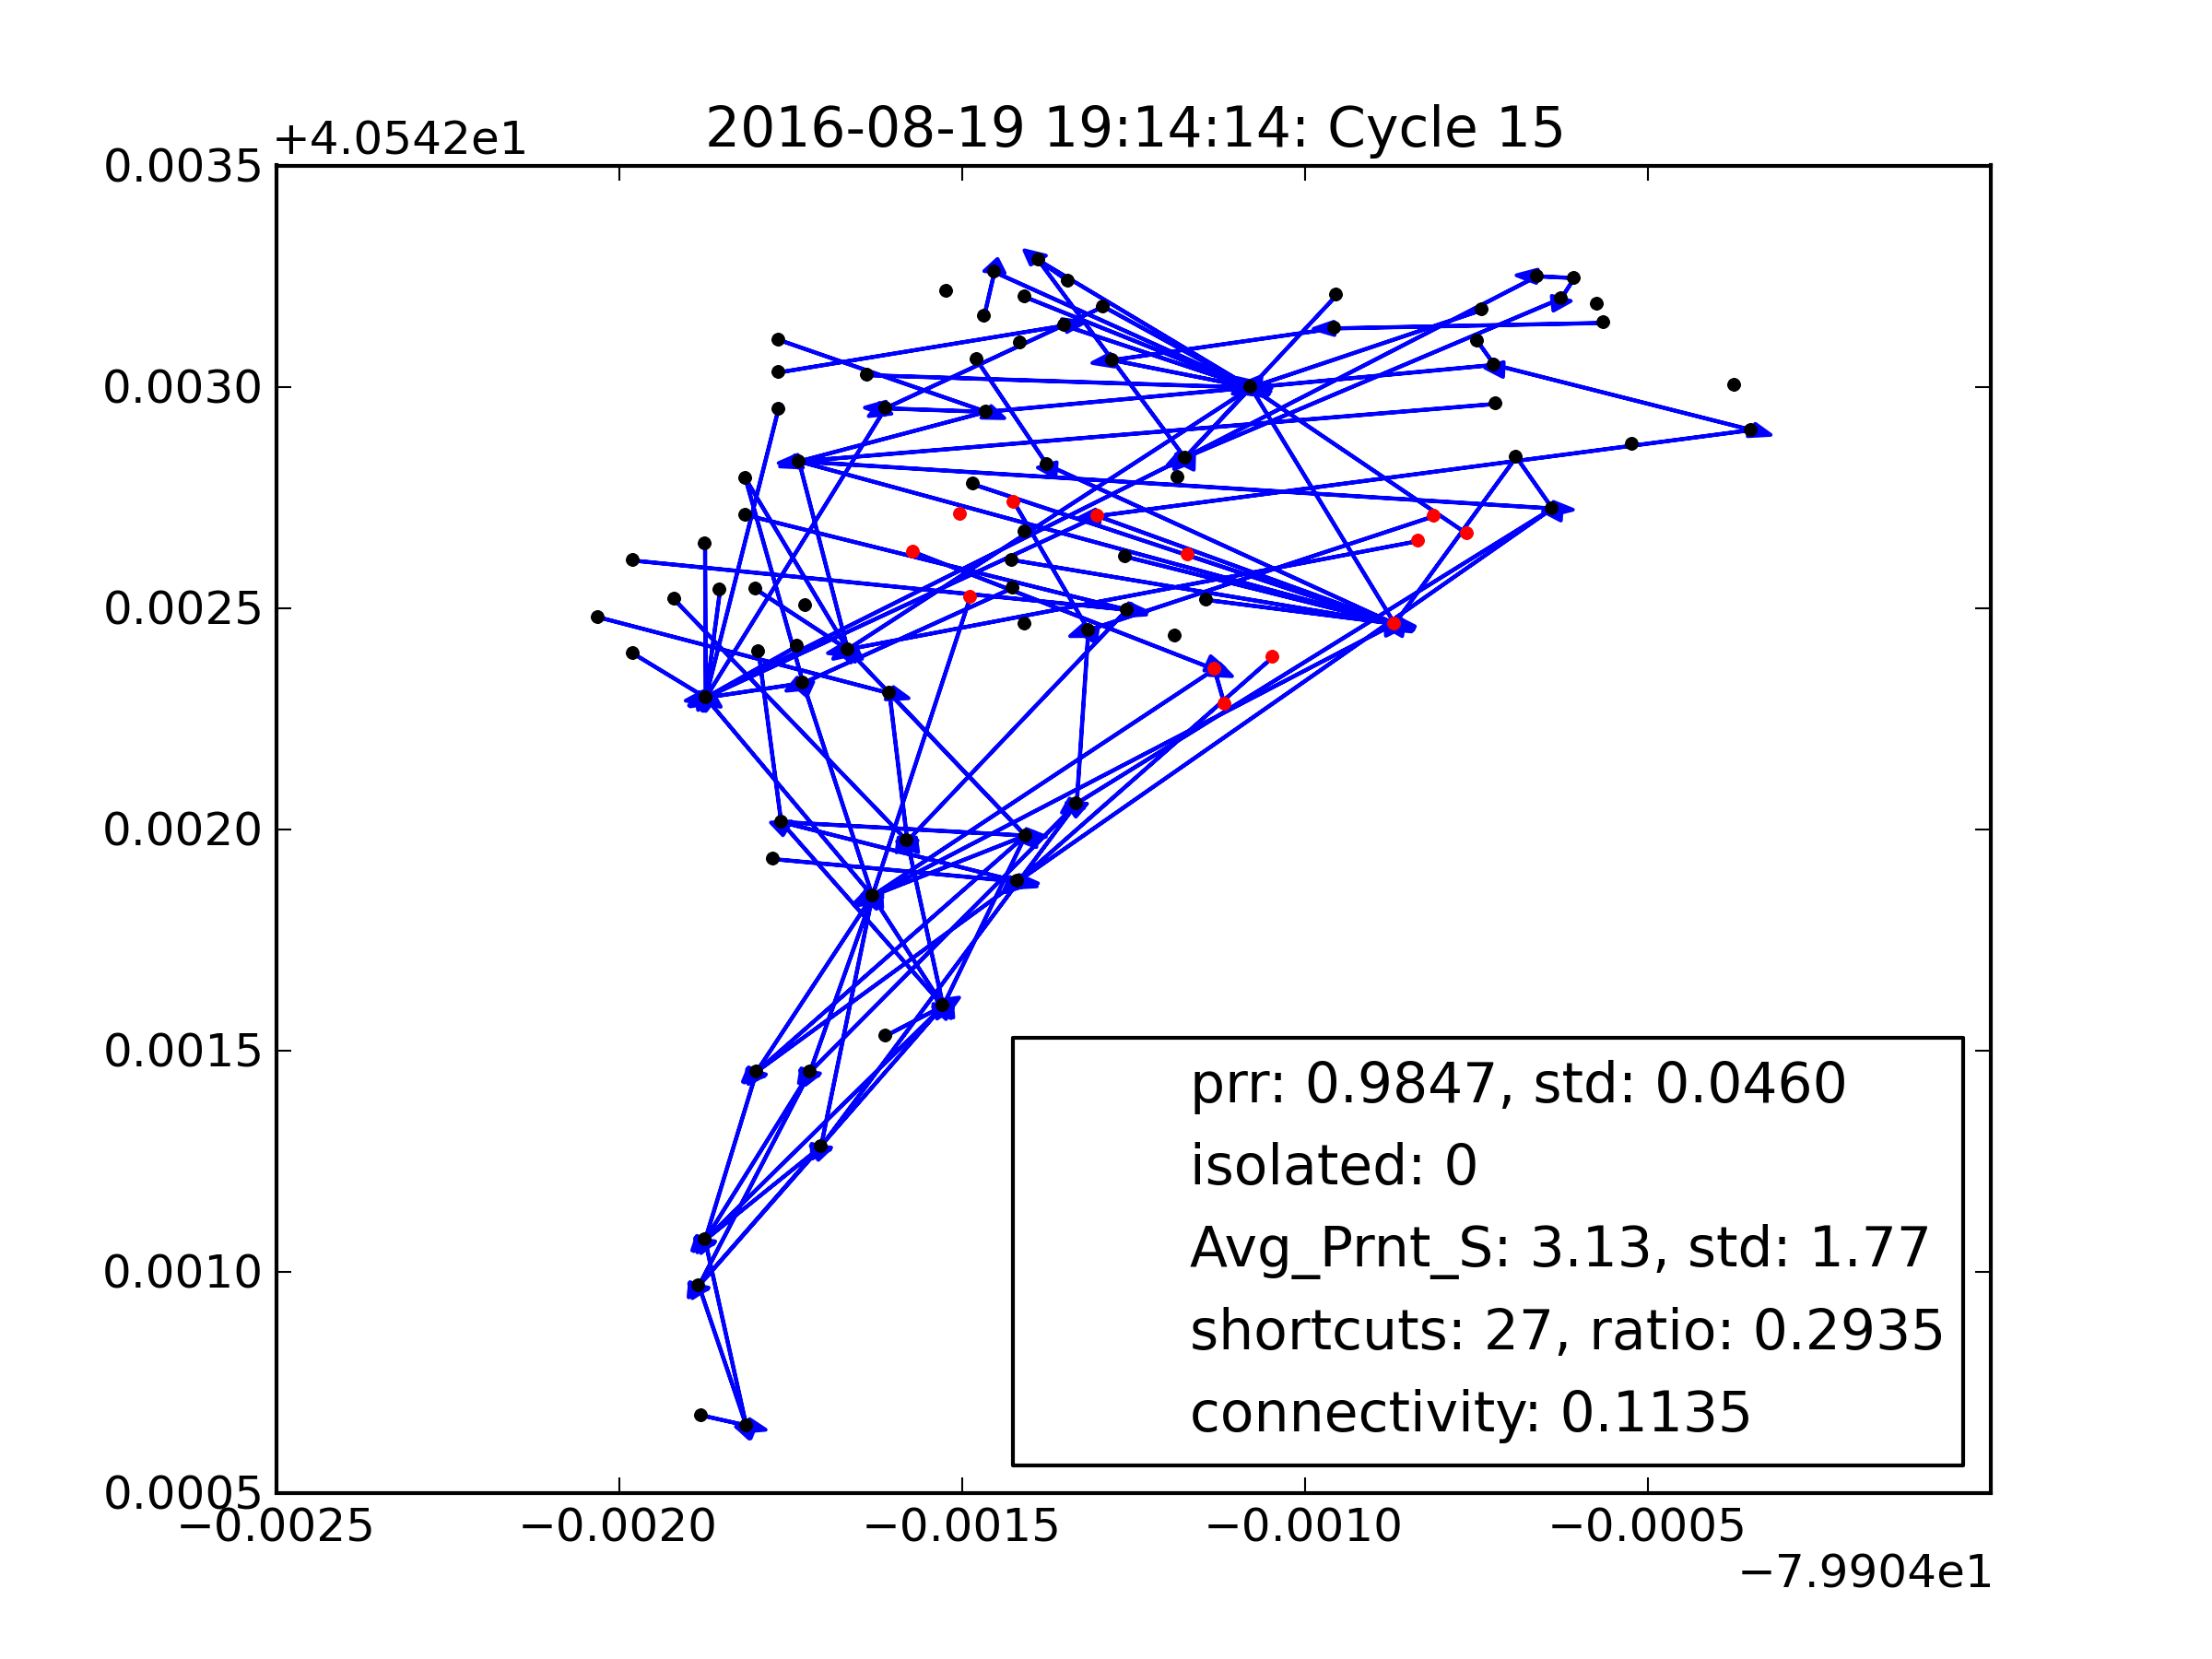 2016-08-19 19:14:14: Cycle 15
+4.0542e1
0.0035
0.0030
0.0025
0.0020
0.0015
0.0010
0.0005
prr: 0.9847, std: 0.0460
isolated: 0
Avg_Prnt_S: 3.13, std: 1.77
shortcuts: 27, ratio: 0.2935
connectivity: 0.1135
−0.0025 −0.0020 −0.0015 −0.0010 −0.0005
−7.9904e1